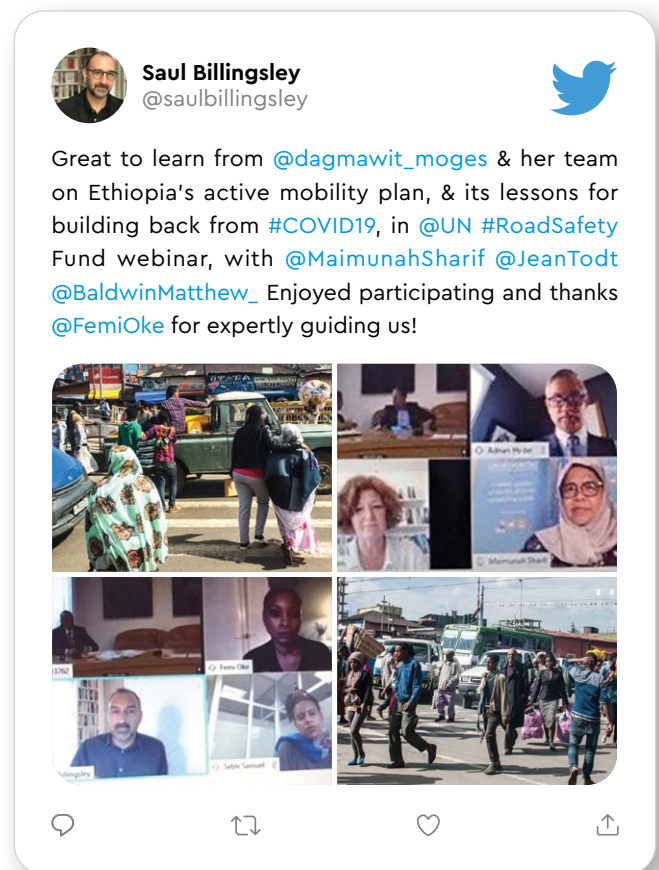 Saul Billingsley
@saulbillingsley
Great to learn from @dagmawit_moges & her team
on Ethiopia's active mobility plan, & its lessons for
building back from #COVID19, in @UN #RoadSafety
Fund webinar, with @MaimunahSharif @JeanTodt
@BaldwinMatthew_ Enjoyed participating and thanks
@FemiOke for expertly guiding us!
Maimunah Sharif
3762
Femi Oke
illingsley
Seble Samuel